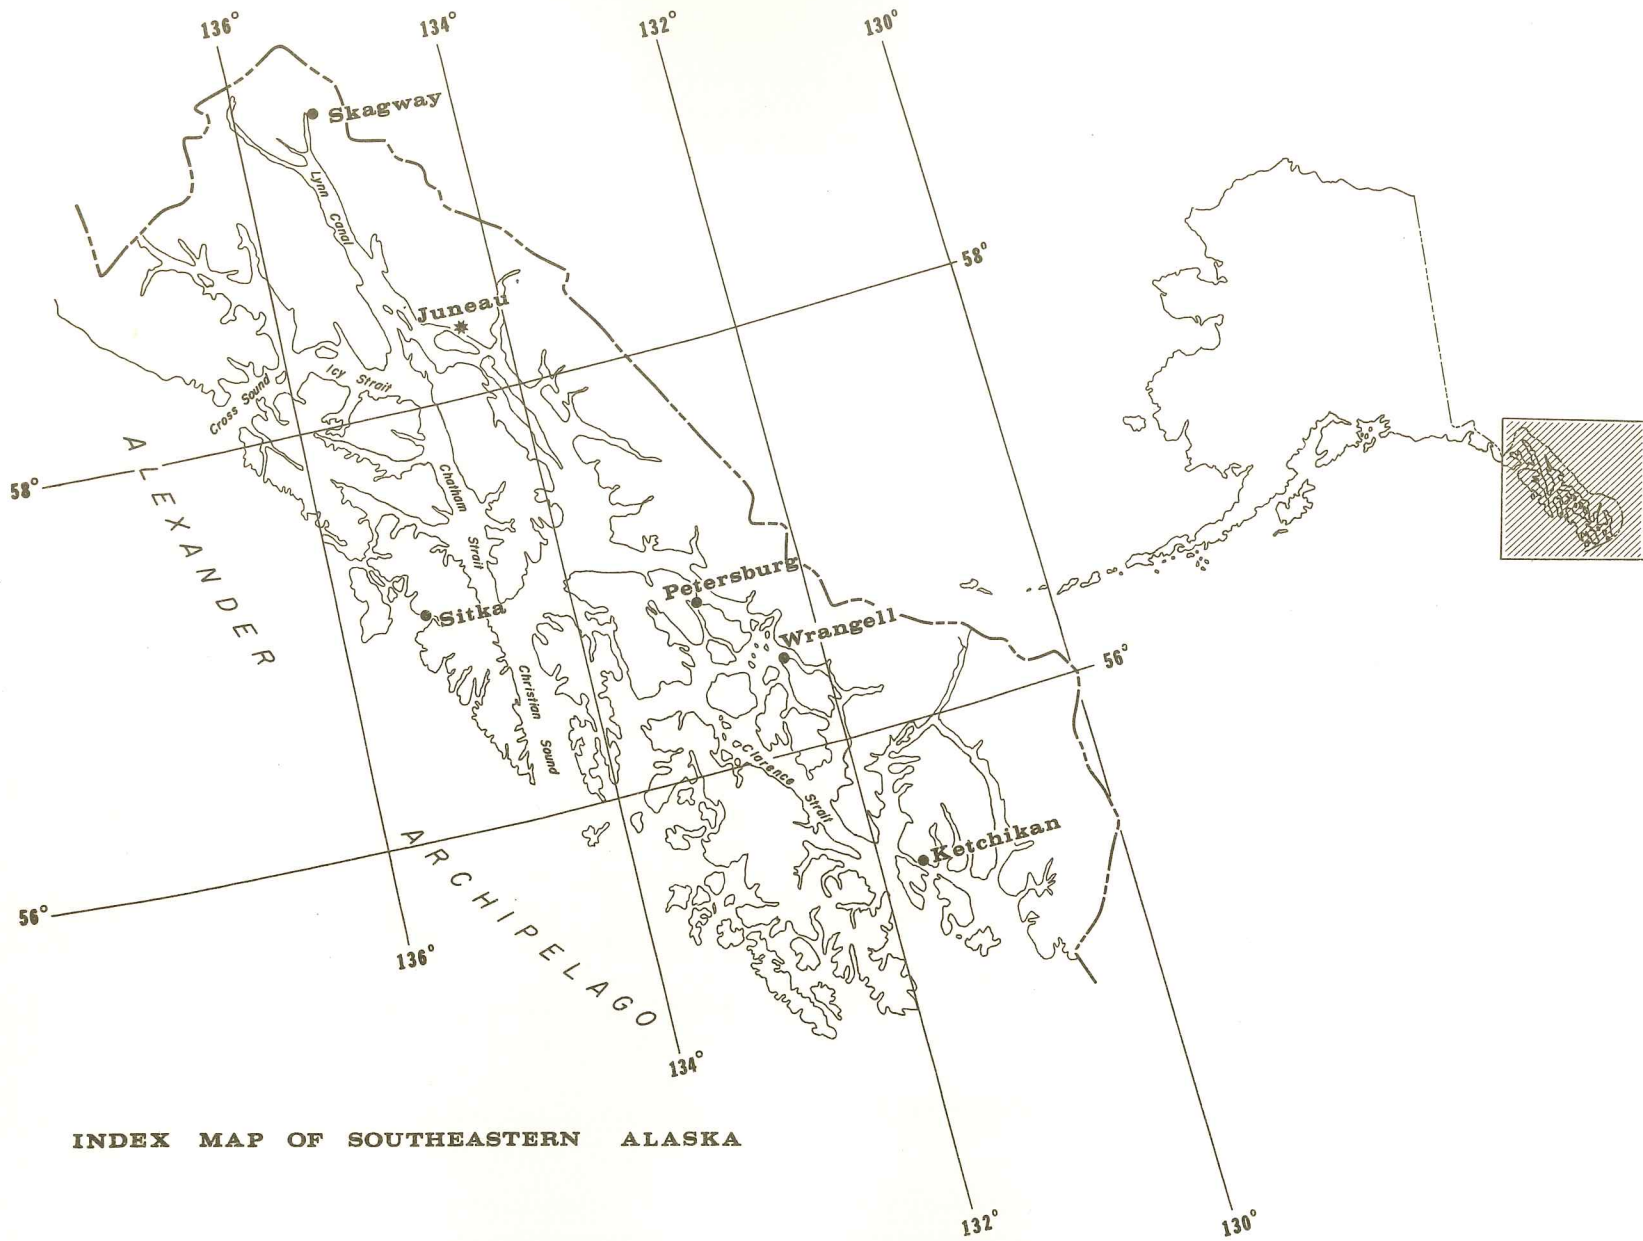 136°
134°
132°
130°
Skagway
Lynn Canal
58°
Juneau
Icy Strait
Cross Sound
58°
ALEXANDER
Chatham Strait
Petersburg
Sitka
Wrangell
56°
Christian Sound
Clarence Strait
Ketchikan
ARCHIPELAGO
56°
136°
134°
INDEX MAP OF SOUTHEASTERN ALASKA
132°
130°